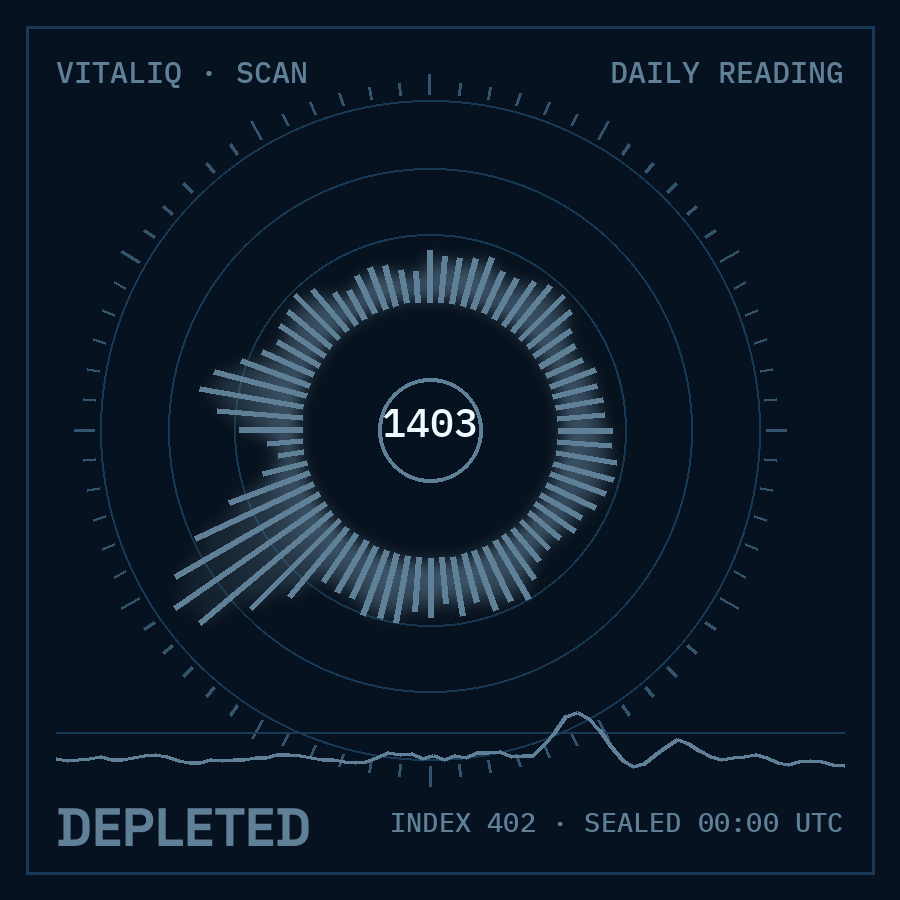 VITALIQ · SCAN
DAILY READING
1403
DEPLETED
INDEX 402 · SEALED 00:00 UTC